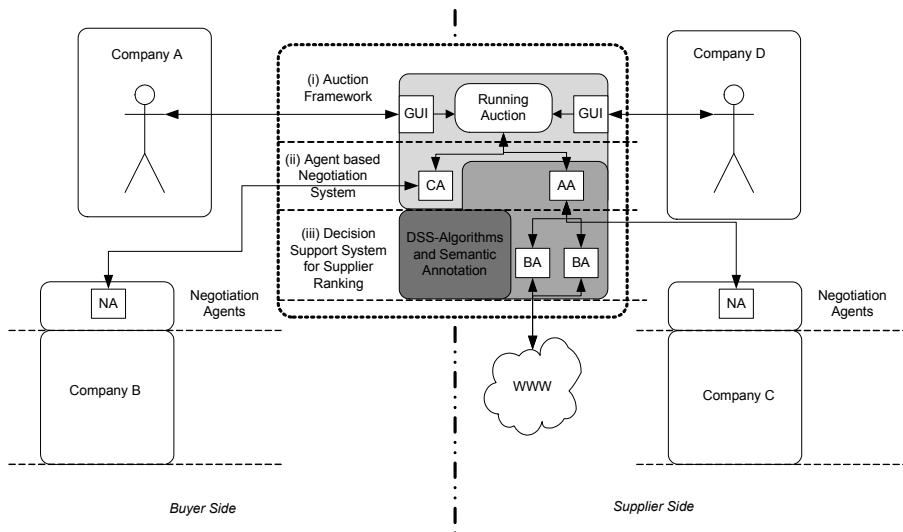 Company A
Company D
(i) Auction
Framework
GUI
Running
Auction
GUI
(ii) Agent based
Negotiation
System
CA
AA
(iii) Decision
Support System
for Supplier
Ranking
DSS-Algorithms
and Semantic
Annotation
BA
BA
NA
Negotiation
Agents
NA
Negotiation
Agents
WWW
Company B
Company C
Buyer Side
Supplier Side